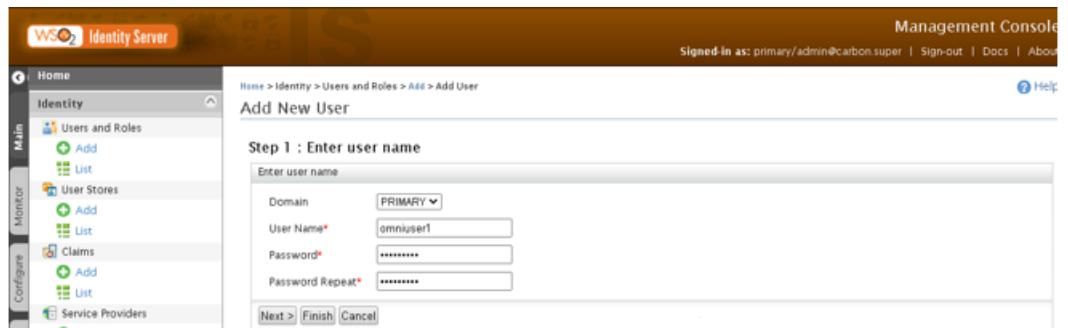 WSO2 Identity Server
Management Console
Signed-in as: primary/admin@carbon.super | Sign-out | Docs | About
Home
Identity
Users and Roles
Add
List
User Stores
Add
List
Claims
Add
List
Service Providers
Main
Monitor
Configure
Home > Identity > Users and Roles > Add > Add User
Help
Add New User
Step 1 : Enter user name
Enter user name
Domain PRIMARY
User Name* omniuser1
Password* •••••••••
Password Repeat* •••••••••
Next > Finish Cancel